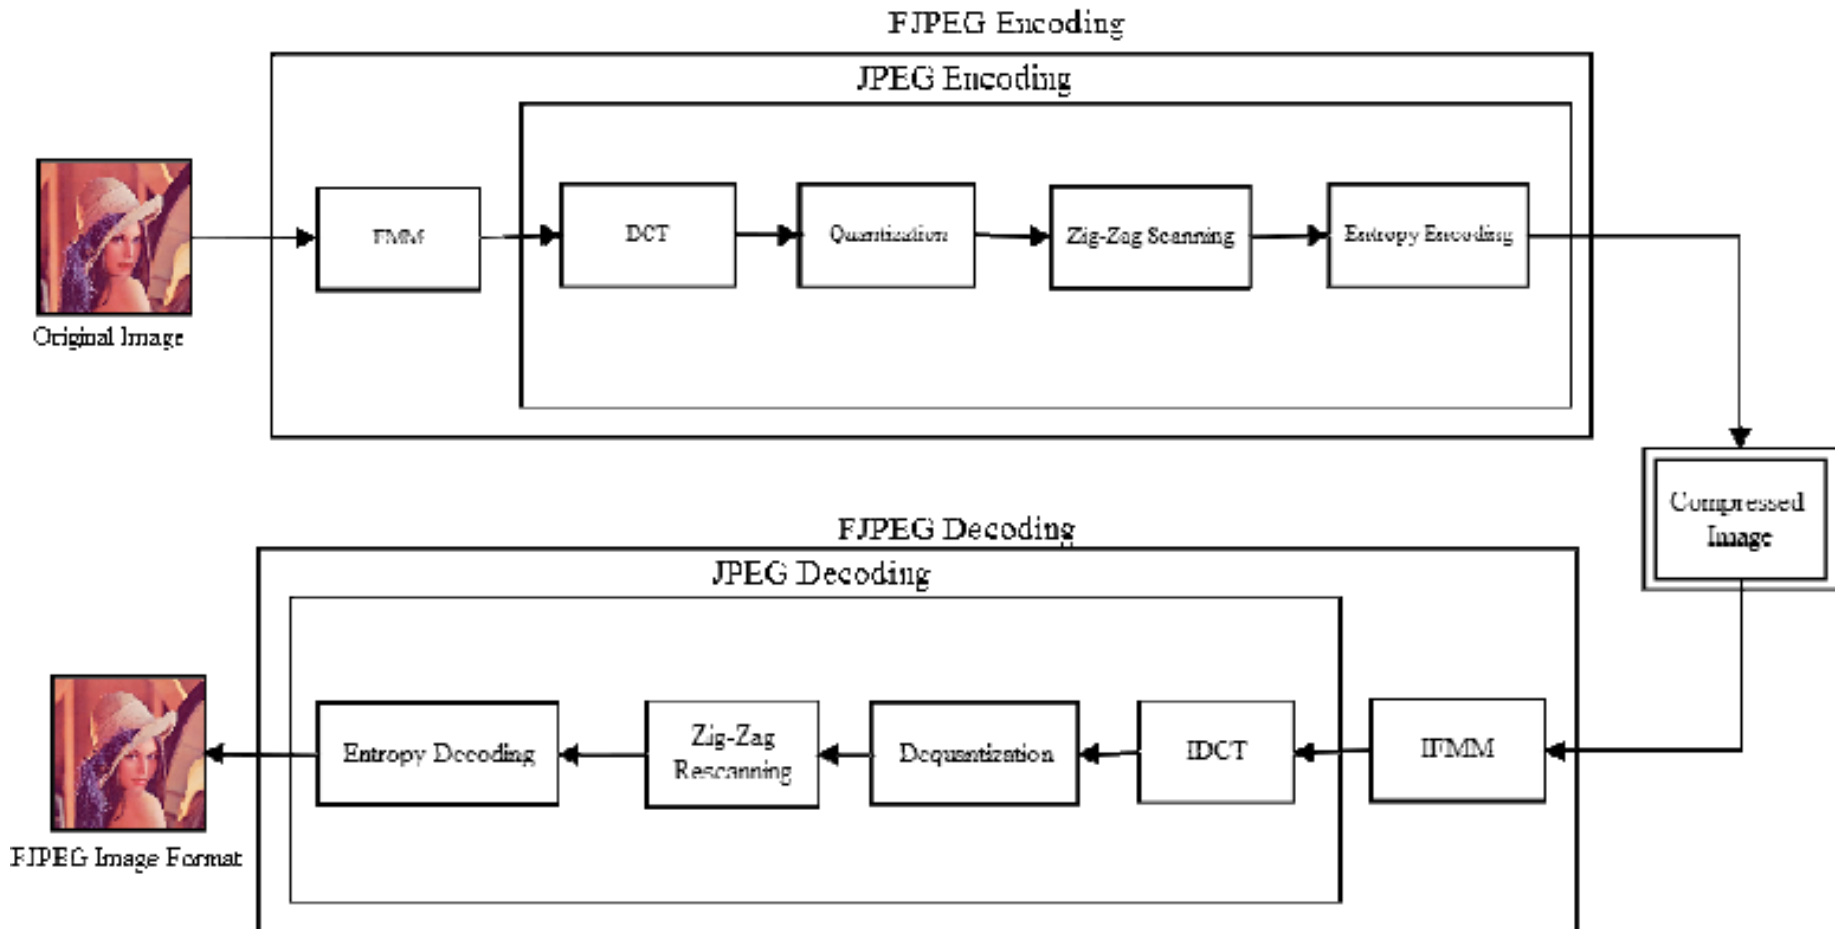 FJPEG Encoding
JPEG Encoding
FMM
DCT
Quantization
Zig-Zag Scanning
Entropy Encoding
Original Image
Compressed
Image
FJPEG Decoding
JPEG Decoding
Entropy Decoding
Zig-Zag
Rescanning
Dequantization
IDCT
IFMM
FJPEG Image Format